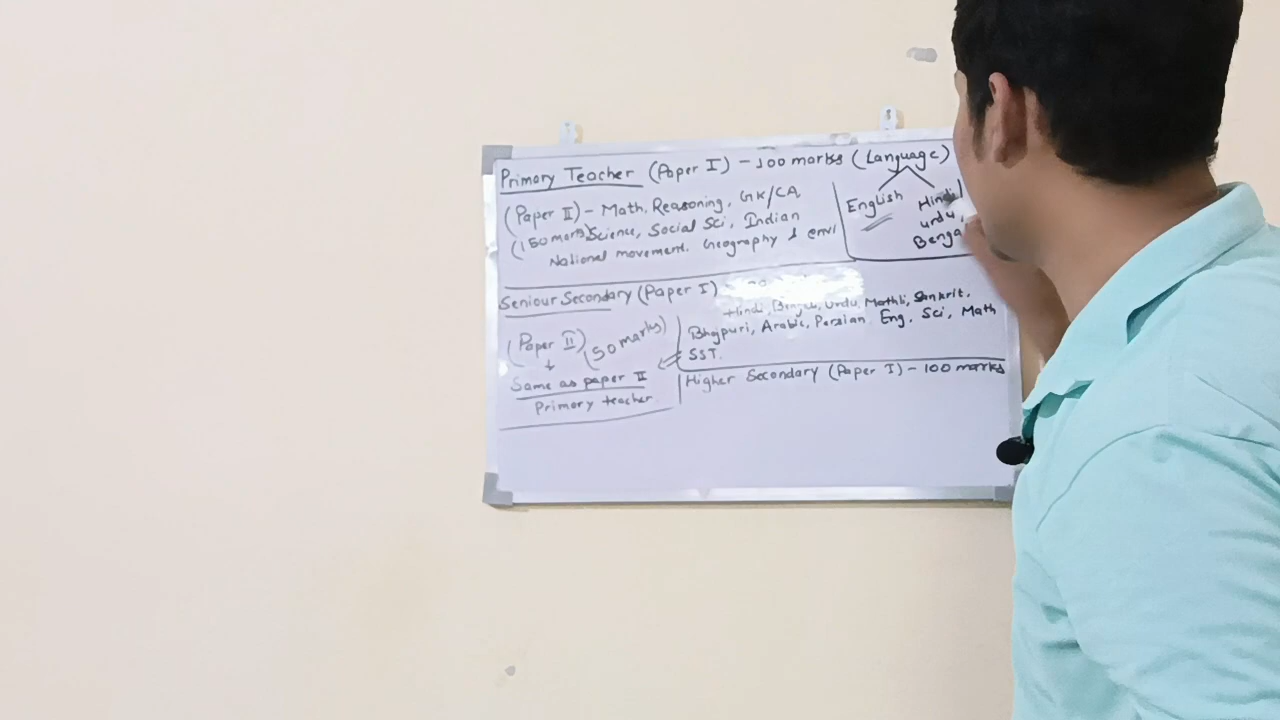 Primary Teacher (Paper I) - 100 marks (Language)
English
Hindi
urdu,
Benga
(Paper II) - Math, Reasoning, GK/CA
(150 marks) Science, Social Sci, Indian
National movement. Geography & envi
Seniour Secondary (Paper I) -
Hindi, Bengali, Urdu, Mathli, Sankrit,
Bhojpuri, Arabic, Persian, Eng, Sci, Math
SST.
(Paper II) (50 marks)
Same as paper II
Primary teacher
Higher Secondary (Paper I) - 100 marks